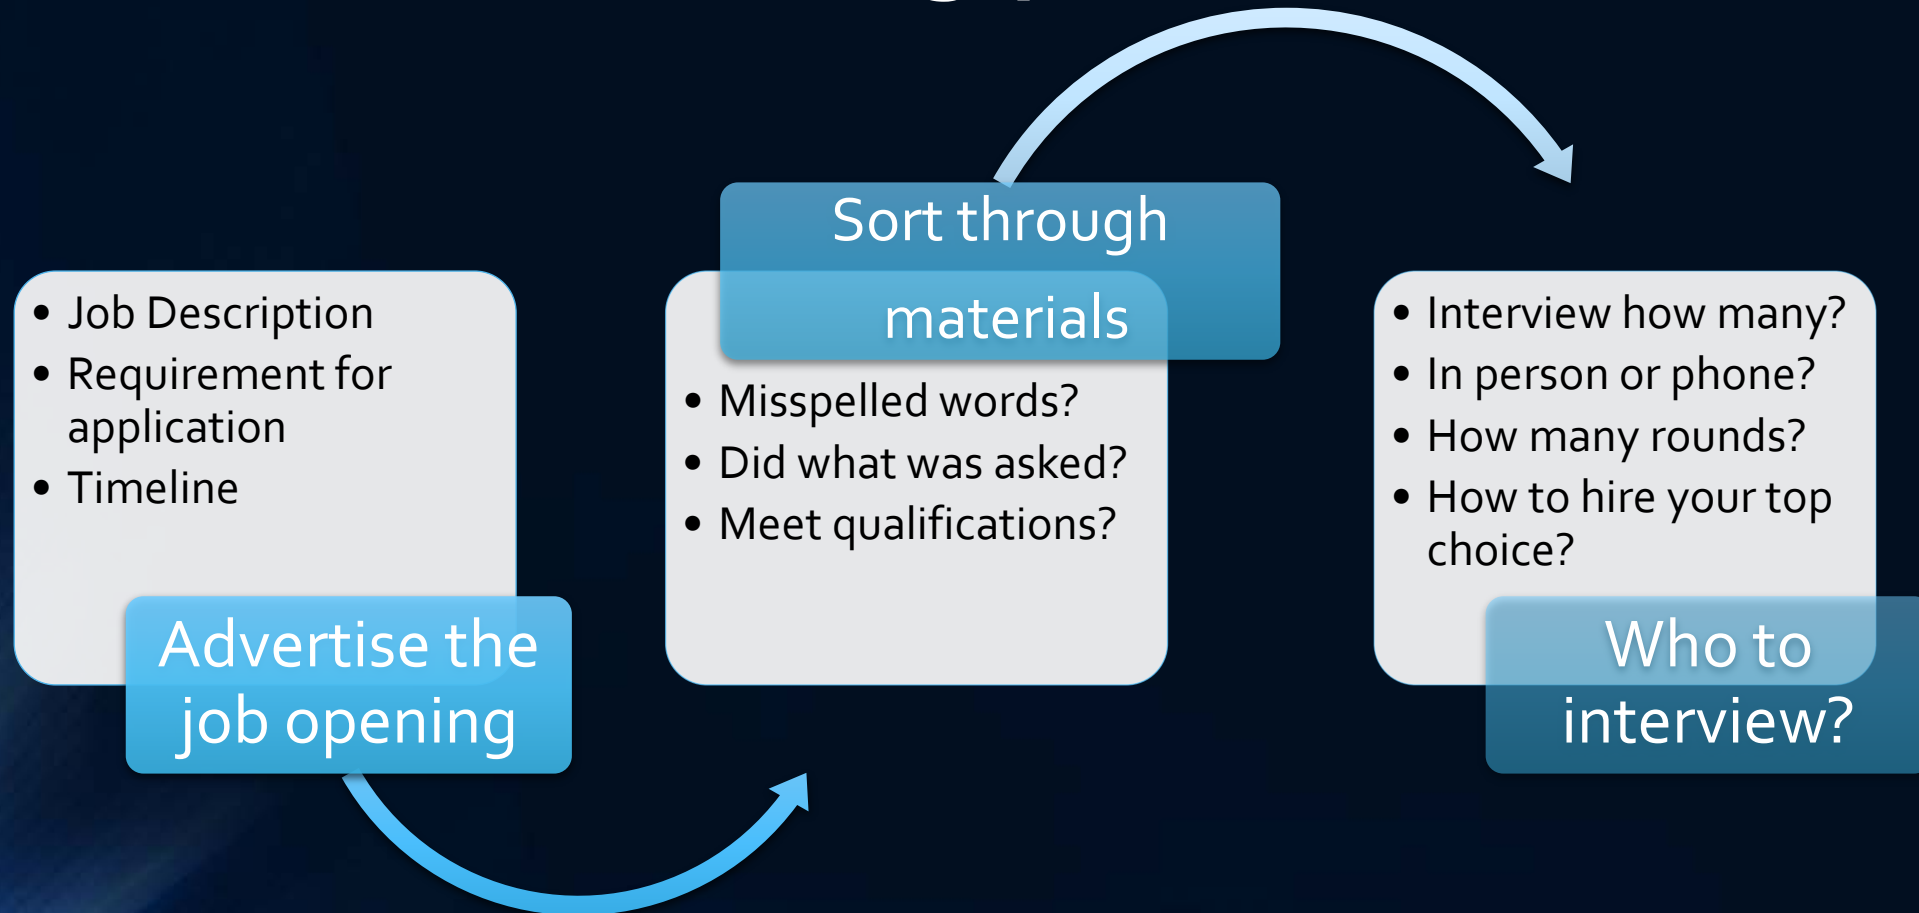 • Job Description
• Requirement for
application
• Timeline
Advertise the
job opening
Sort through
materials
• Misspelled words?
• Did what was asked?
• Meet qualifications?
• Interview how many?
• In person or phone?
• How many rounds?
• How to hire your top
choice?
Who to
interview?